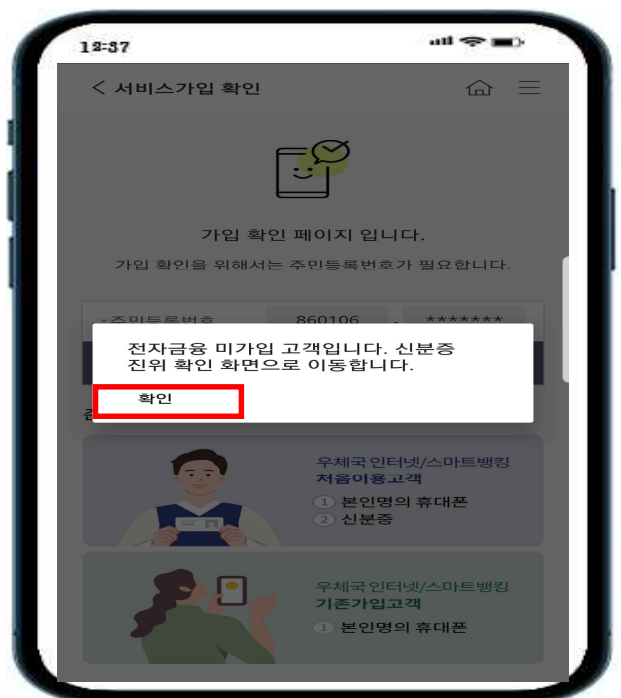 12:37
< 서비스가입 확인
가입 확인 페이지 입니다.
가입 확인을 위해서는 주민등록번호가 필요합니다.
· 주민등록번호 860106 - *******
전자금융 미가입 고객입니다. 신분증
진위 확인 화면으로 이동합니다.
확인
우체국 인터넷/스마트뱅킹
처음이용고객
1 본인명의 휴대폰
2 신분증
우체국 인터넷/스마트뱅킹
기존가입고객
1 본인명의 휴대폰